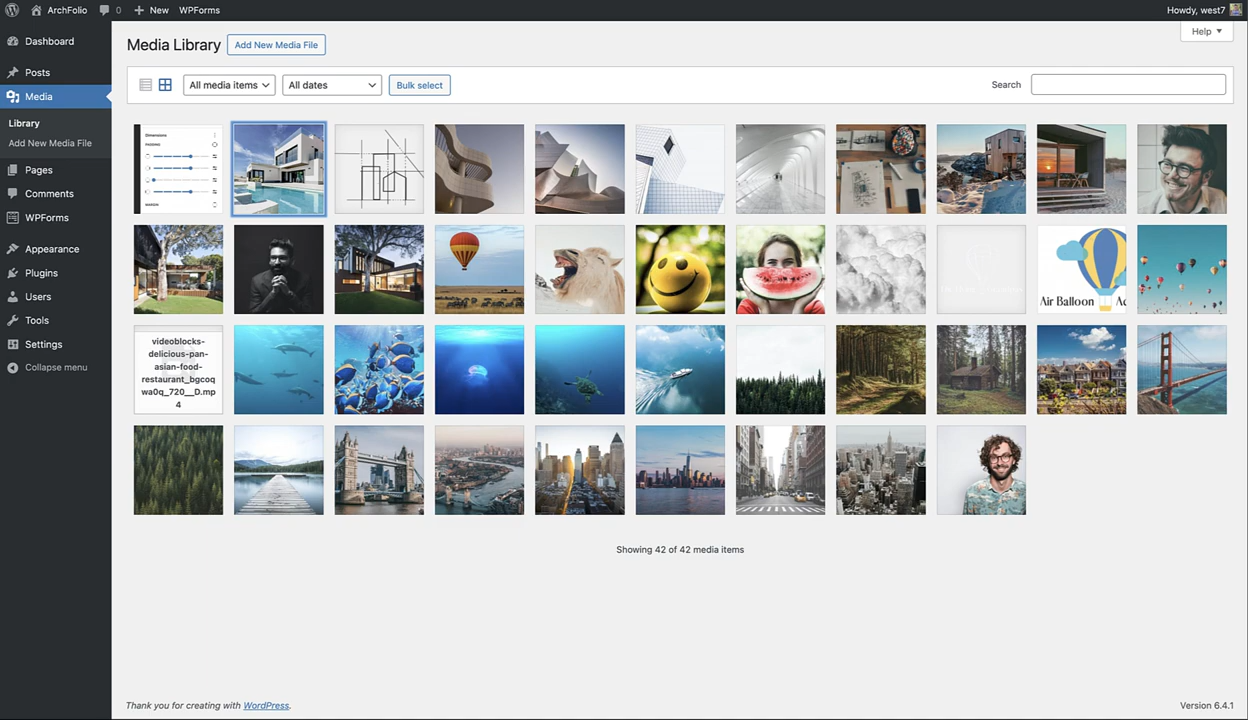 ArchFolio
0
New
WPForms
Howdy, west7
Dashboard
Posts
Media
Library
Add New Media File
Pages
Comments
WPForms
Appearance
Plugins
Users
Tools
Settings
Collapse menu
Help
Media Library
Add New Media File
All media items
All dates
Bulk select
Search
Dimensions
PADDING
MARGIN
Air Balloon
Ac
videoblocks-
delicious-pan-
asian-food-
restaurant_bgcoq
wa0q_720__D.mp
4
Showing 42 of 42 media items
Thank you for creating with WordPress.
Version 6.4.1